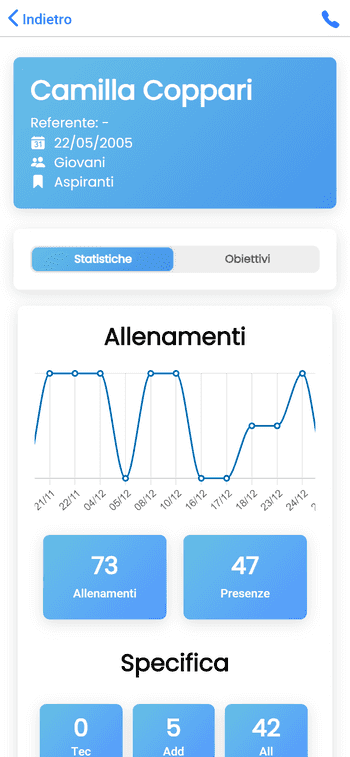 Indietro
Camilla Coppari
Referente: -
31 22/05/2005
Giovani
Aspiranti
Statistiche Obiettivi
Allenamenti
21/11 22/11 04/12 05/12 08/12 10/12 16/12 17/12 18/12 23/12 24/12
73 47
Allenamenti Presenze
Specifica
0 5 42
Tec Add All